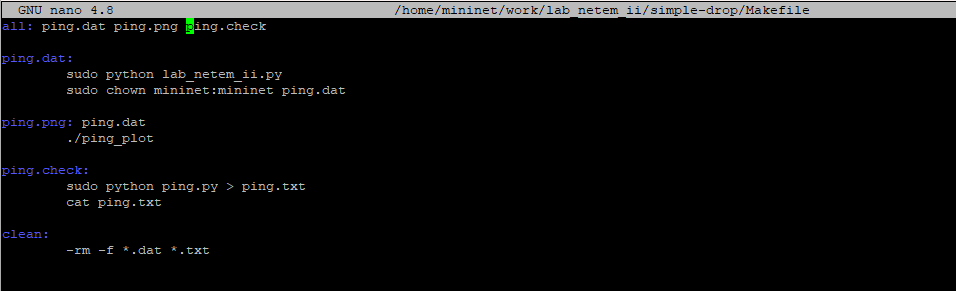 GNU nano 4.8 /home/mininet/work/lab_netem_ii/simple-drop/Makefile
all: ping.dat ping.png ping.check
ping.dat:
sudo python lab_netem_ii.py
sudo chown mininet:mininet ping.dat
ping.png: ping.dat
./ping_plot
ping.check:
sudo python ping.py > ping.txt
cat ping.txt
clean:
-rm -f *.dat *.txt